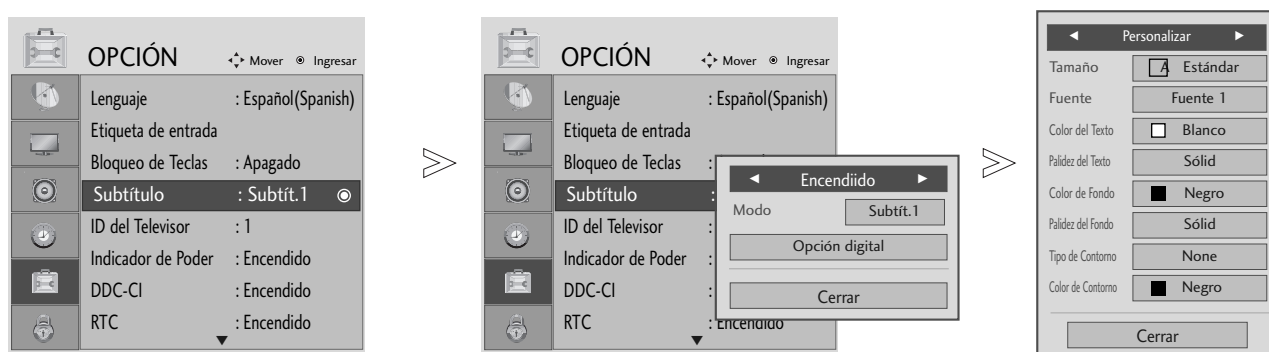 OPCIÓN Mover Ingresar
Lenguaje : Español(Spanish)
Etiqueta de entrada
Bloqueo de Teclas : Apagado
Subtítulo : Subtít.1
ID del Televisor : 1
Indicador de Poder : Encendido
DDC-CI : Encendido
RTC : Encendido
OPCIÓN Mover Ingresar
Lenguaje : Español(Spanish)
Etiqueta de entrada
Bloqueo de Teclas :
Subtítulo :
ID del Televisor :
Indicador de Poder :
DDC-CI :
RTC : Encendido
Encendiido
Modo Subtít.1
Opción digital
Cerrar
Personalizar
Tamaño A Estándar
Fuente Fuente 1
Color del Texto Blanco
Palidez del Texto Sólid
Color de Fondo Negro
Palidez del Fondo Sólid
Tipo de Contorno None
Color de Contorno Negro
Cerrar